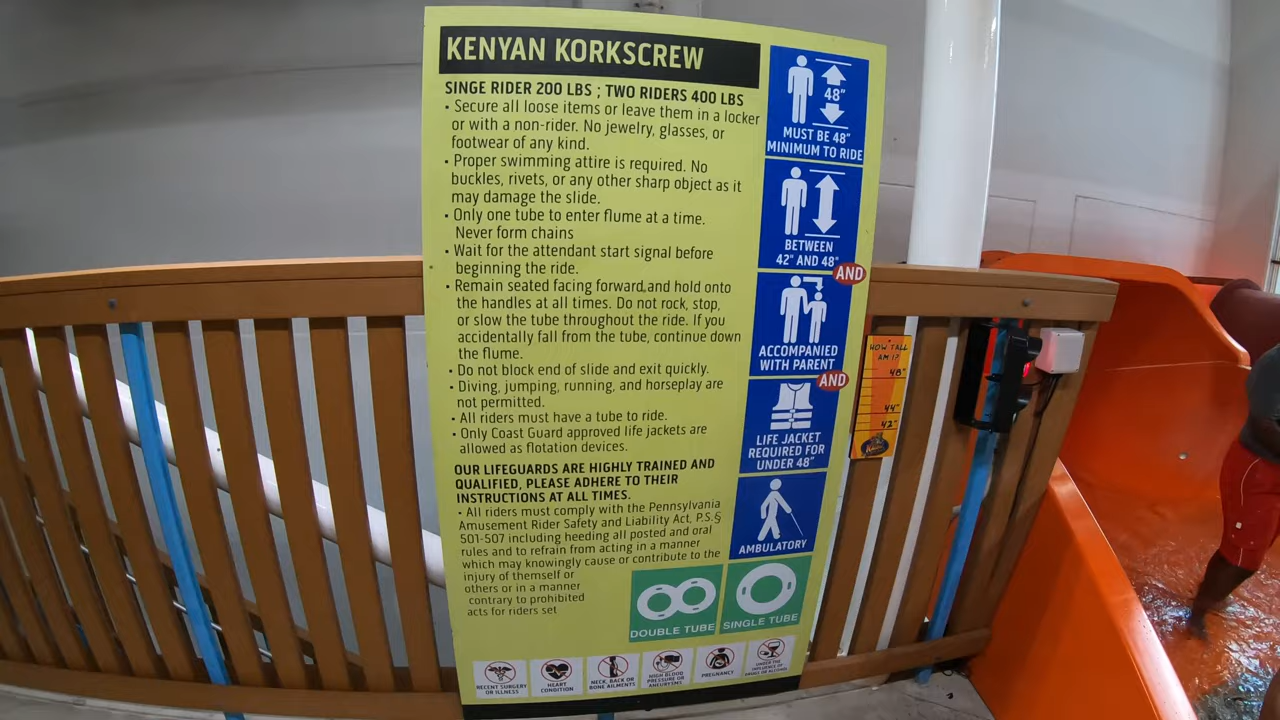 KENYAN KORKSCREW
SINGE RIDER 200 LBS ; TWO RIDERS 400 LBS
• Secure all loose items or leave them in a locker
or with a non-rider. No jewelry, glasses, or
footwear of any kind.
• Proper swimming attire is required. No
buckles, rivets, or any other sharp object as it
may damage the slide.
• Only one tube to enter flume at a time.
Never form chains
• Wait for the attendant start signal before
beginning the ride.
• Remain seated facing forward,and hold onto
the handles at all times. Do not rock, stop,
or slow the tube throughout the ride. If you
accidentally fall from the tube, continue down
the flume.
• Do not block end of slide and exit quickly.
• Diving, jumping, running, and horseplay are
not permitted.
• All riders must have a tube to ride.
• Only Coast Guard approved life jackets are
allowed as flotation devices.
OUR LIFEGUARDS ARE HIGHLY TRAINED AND
QUALIFIED, PLEASE ADHERE TO THEIR
INSTRUCTIONS AT ALL TIMES.
• All riders must comply with the Pennsylvania
Amusement Rider Safety and Liability Act, P.S.§
501-507 including heeding all posted and oral
rules and to refrain from acting in a manner
which may knowingly cause or contribute to the
injury of themself or
others or in a manner
contrary to prohibited
acts for riders set
48"
MUST BE 48"
MINIMUM TO RIDE
BETWEEN
42" AND 48"
AND
ACCOMPANIED
WITH PARENT
AND
LIFE JACKET
REQUIRED FOR
UNDER 48"
AMBULATORY
DOUBLE TUBE
SINGLE TUBE
RECENT SURGERY
OR ILLNESS
HEART
CONDITION
NECK, BACK OR
BONE AILMENTS
HIGH BLOOD
PRESSURE OR
ANEURYSMS
PREGNANCY
UNDER THE
INFLUENCE OF
DRUGS OR ALCOHOL
HOW TALL
AM I?
48"
44"
42"